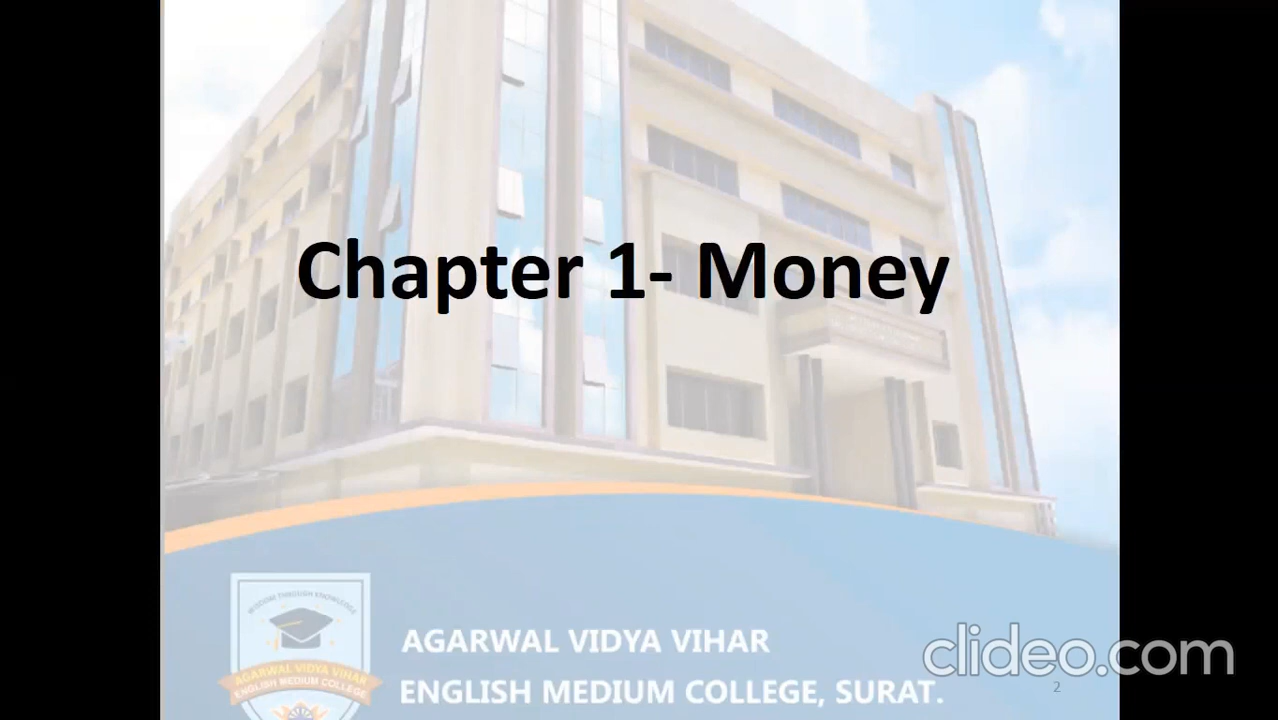 Chapter 1- Money
WISDOM THROUGH KNOWLEDGE
AGARWAL VIDYA VIHAR
ENGLISH MEDIUM COLLEGE
AGARWAL VIDYA VIHAR
ENGLISH MEDIUM COLLEGE, SURAT.
clideo.com
2